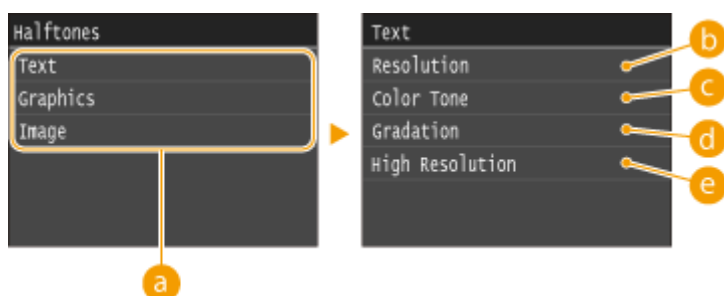 Halftones
Text
Graphics
Image
a
Text
Resolution
Color Tone
Gradation
High Resolution
b
c
d
e